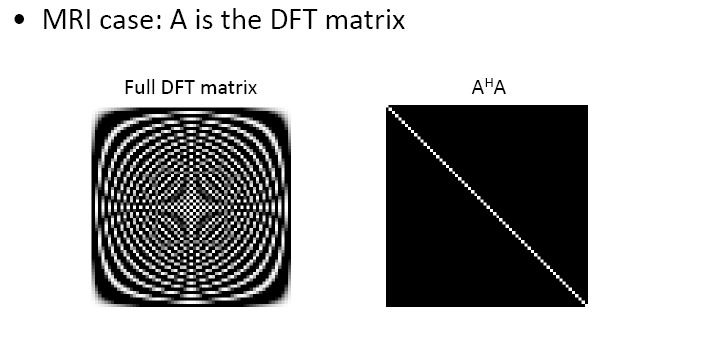 • MRI case: A is the DFT matrix
Full DFT matrix
AᴴA